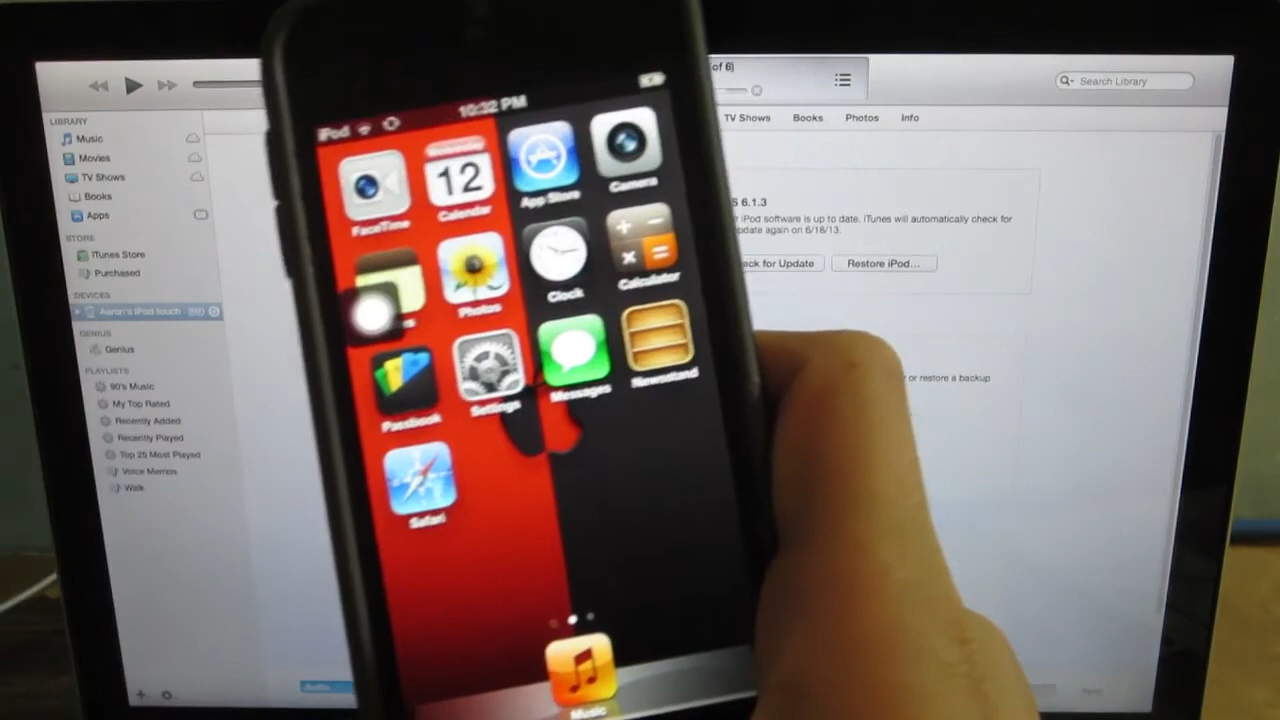 of 6)
Search Library
LIBRARY
Music
Movies
TV Shows
Books
Apps
STORE
iTunes Store
Purchased
DEVICES
Aaron's iPod touch
GENIUS
Genius
PLAYLISTS
90's Music
My Top Rated
Recently Added
Recently Played
Top 25 Most Played
Voice Memos
Walk
iPod
10:32 PM
FaceTime
Wednesday
12
Calendar
App Store
Camera
Photos
Clock
Calculator
Passbook
Settings
Messages
Newsstand
Safari
Music
TV Shows
Books
Photos
Info
S 6.1.3
r iPod software is up to date. iTunes will automatically check for
pdate again on 6/18/13.
eck for Update
Restore iPod...
or restore a backup
Sync